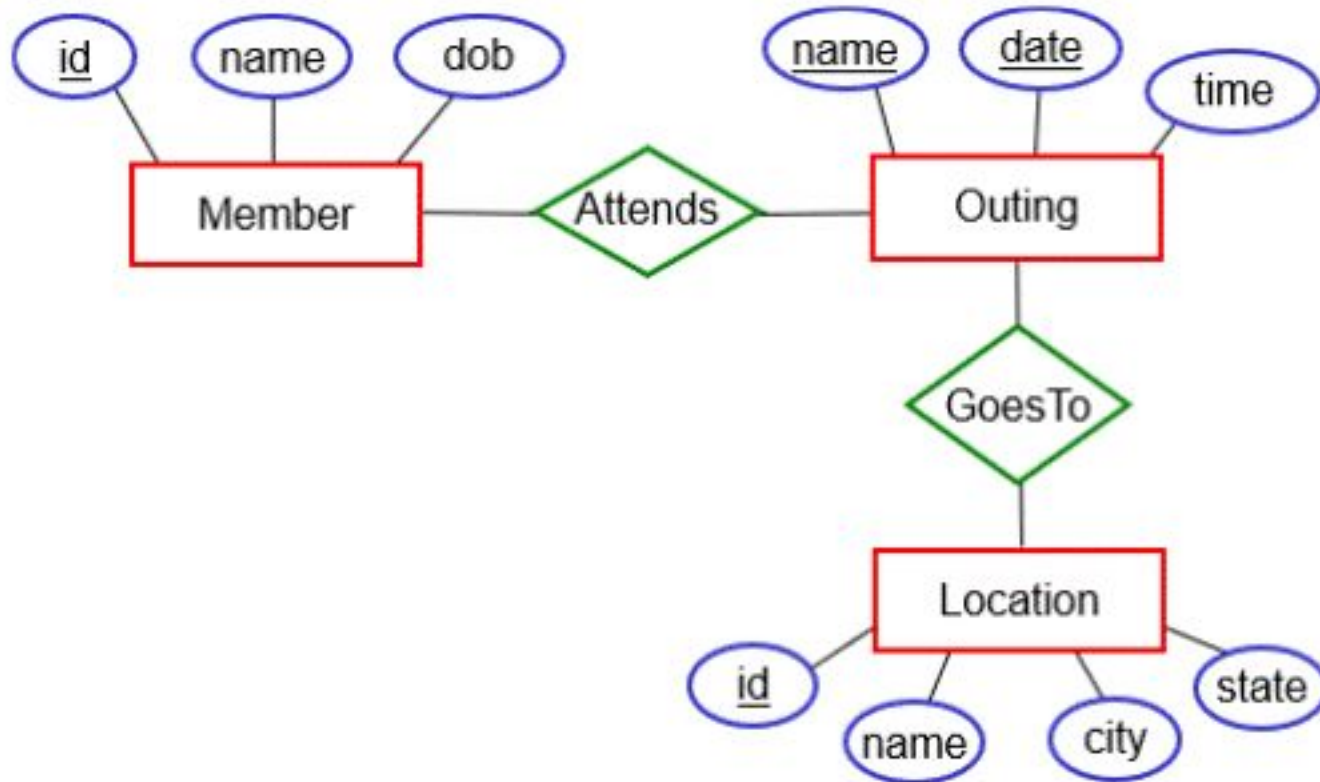 id
name
dob
name
date
time
Member
Attends
Outing
GoesTo
Location
id
name
city
state